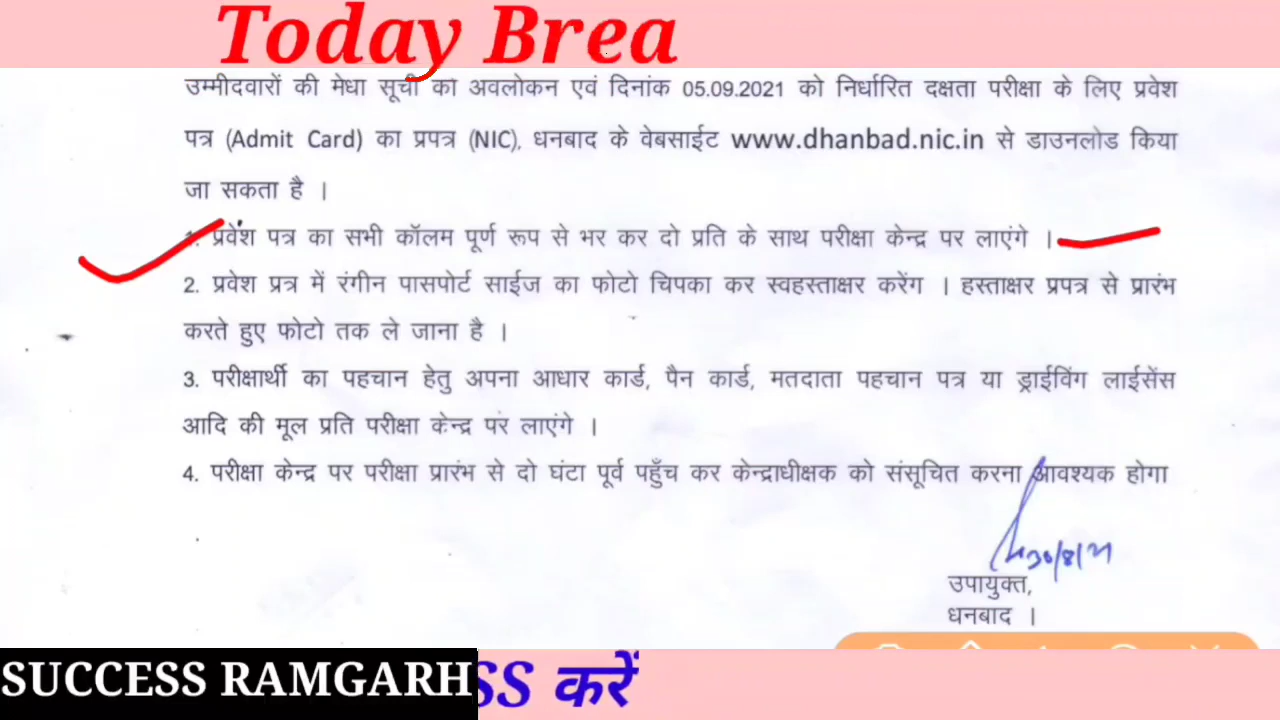 Today Brea
उम्मीदवारों की मेधा सूची का अवलोकन एवं दिनांक 05.09.2021 को निर्धारित दक्षता परीक्षा के लिए प्रवेश
पत्र (Admit Card) का प्रपत्र (NIC), धनबाद के वेबसाईट www.dhanbad.nic.in से डाउनलोड किया
जा सकता है ।
1. प्रवेश पत्र का सभी कॉलम पूर्ण रूप से भर कर दो प्रति के साथ परीक्षा केन्द्र पर लाएंगे ।
2. प्रवेश प्रत्र में रंगीन पासपोर्ट साईज का फोटो चिपका कर स्वहस्ताक्षर करेंग । हस्ताक्षर प्रपत्र से प्रारंभ
करते हुए फोटो तक ले जाना है ।
3. परीक्षार्थी का पहचान हेतु अपना आधार कार्ड, पैन कार्ड, मतदाता पहचान पत्र या ड्राईविंग लाईसेंस
आदि की मूल प्रति परीक्षा केन्द्र पर लाएंगे ।
4. परीक्षा केन्द्र पर परीक्षा प्रारंभ से दो घंटा पूर्व पहुँच कर केन्द्राधीक्षक को संसूचित करना आवश्यक होगा
30/8/21
उपायुक्त,
धनबाद ।
SUCCESS RAMGARH SS करें